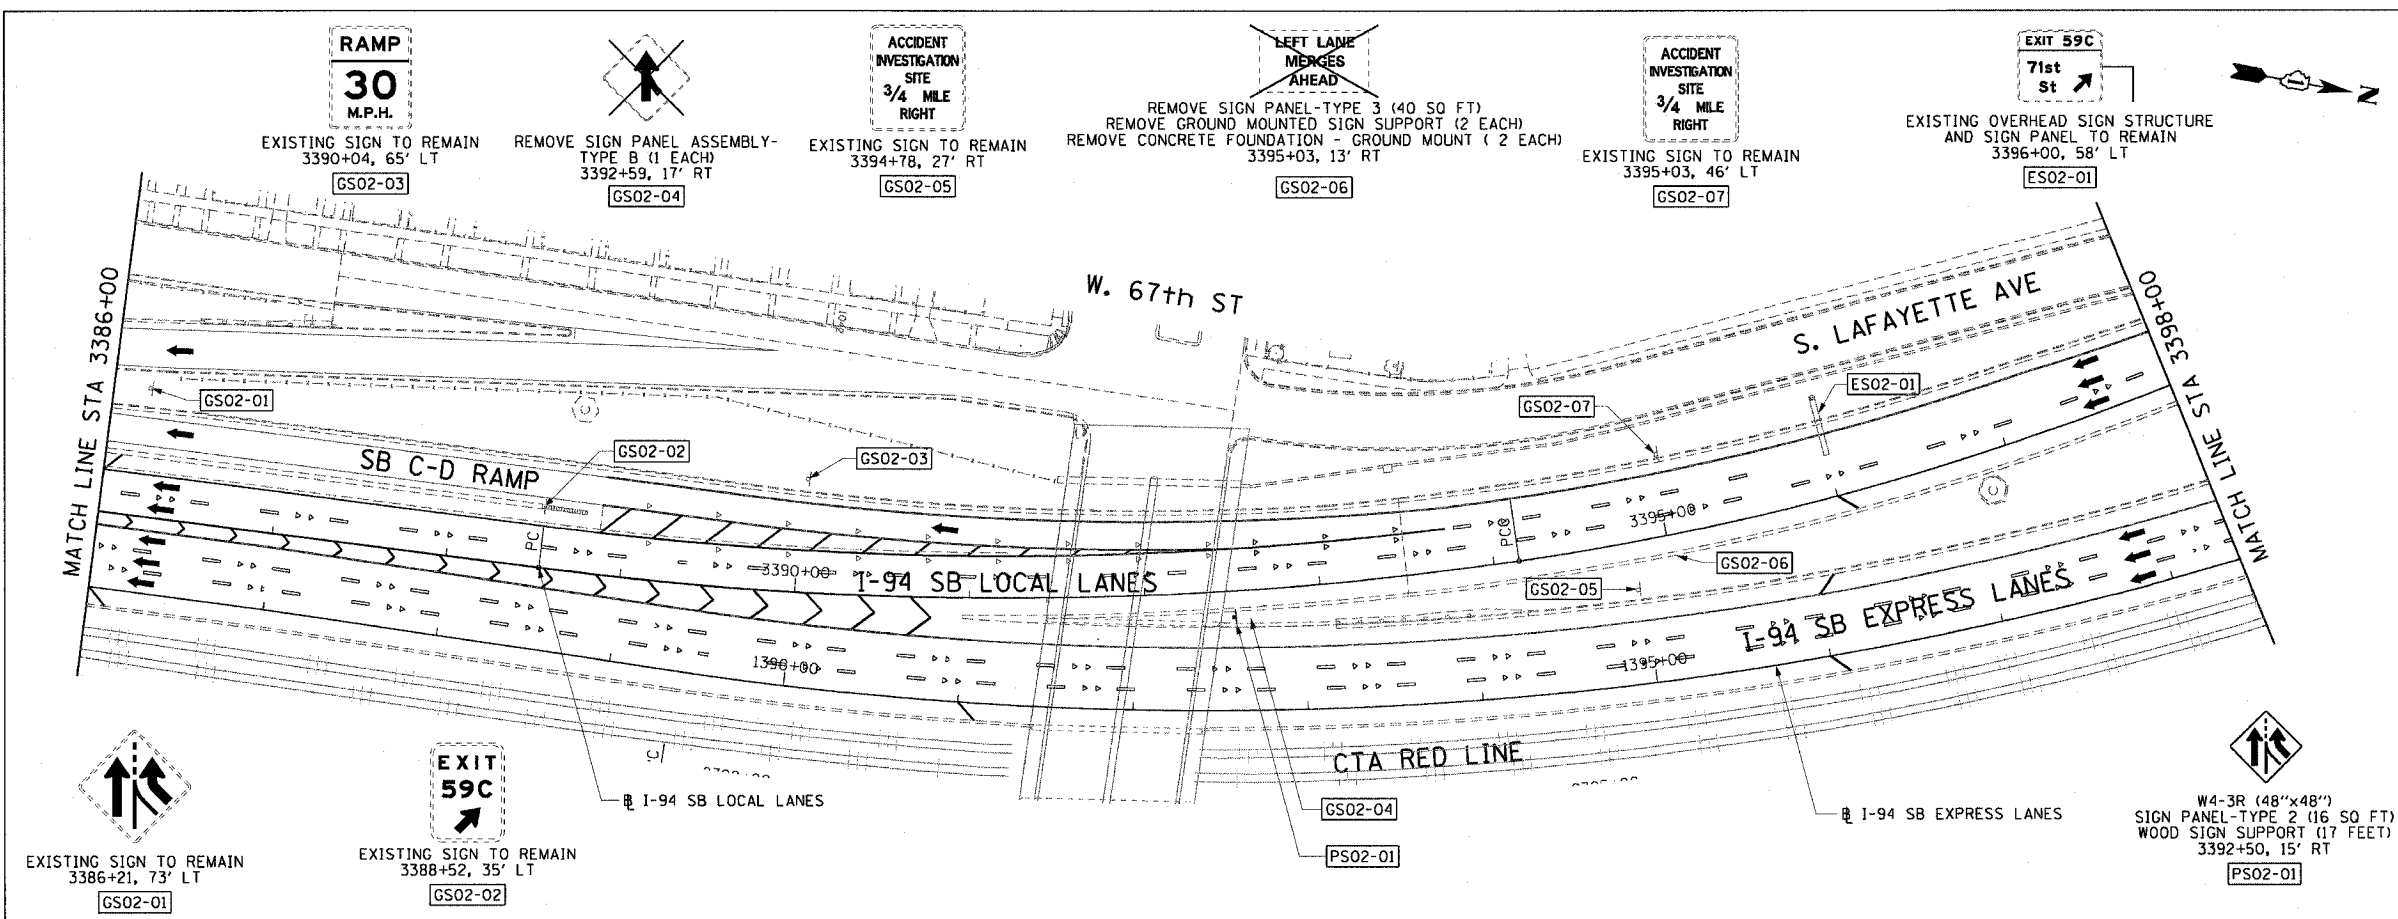 RAMP
30
M.P.H.
EXISTING SIGN TO REMAIN
3390+04, 65' LT
GS02-03
REMOVE SIGN PANEL ASSEMBLY-
TYPE B (1 EACH)
3392+59, 17' RT
GS02-04
ACCIDENT
INVESTIGATION
SITE
3/4 MILE
RIGHT
EXISTING SIGN TO REMAIN
3394+78, 27' RT
GS02-05
LEFT LANE
MERGES
AHEAD
REMOVE SIGN PANEL-TYPE 3 (40 SQ FT)
REMOVE GROUND MOUNTED SIGN SUPPORT (2 EACH)
REMOVE CONCRETE FOUNDATION - GROUND MOUNT ( 2 EACH)
3395+03, 13' RT
GS02-06
ACCIDENT
INVESTIGATION
SITE
3/4 MILE
RIGHT
EXISTING SIGN TO REMAIN
3395+03, 46' LT
GS02-07
EXIT 59C
71st
St
EXISTING OVERHEAD SIGN STRUCTURE
AND SIGN PANEL TO REMAIN
3396+00, 58' LT
ES02-01
N
MATCH LINE STA 3386+00
W. 67th ST
S. LAFAYETTE AVE
MATCH LINE STA 3398+00
MATCH LINE STA 3398+00
GS02-01
GS02-02
GS02-03
SB C-D RAMP
GS02-07
ES02-01
PC
PCC
3390+00
I-94 SB LOCAL LANES
3395+00
GS02-06
GS02-05
I-94 SB EXPRESS LANES
1390+00
1395+00
CTA RED LINE
C
C
GS02-04
PS02-01
℄ I-94 SB LOCAL LANES
℄ I-94 SB EXPRESS LANES
EXISTING SIGN TO REMAIN
3386+21, 73' LT
GS02-01
EXIT
59C
EXISTING SIGN TO REMAIN
3388+52, 35' LT
GS02-02
W4-3R (48"x48")
SIGN PANEL-TYPE 2 (16 SQ FT)
WOOD SIGN SUPPORT (17 FEET)
3392+50, 15' RT
PS02-01